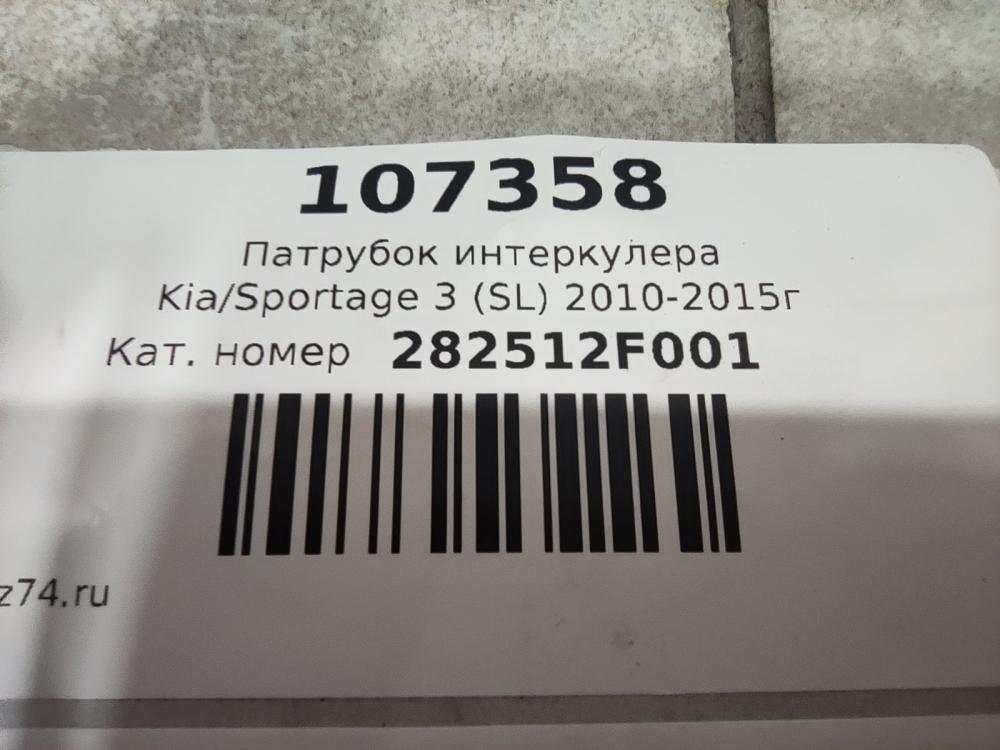 107358
Патрубок интеркулера
Kia/Sportage 3 (SL) 2010-2015г
Кат. номер 282512F001
z74.ru